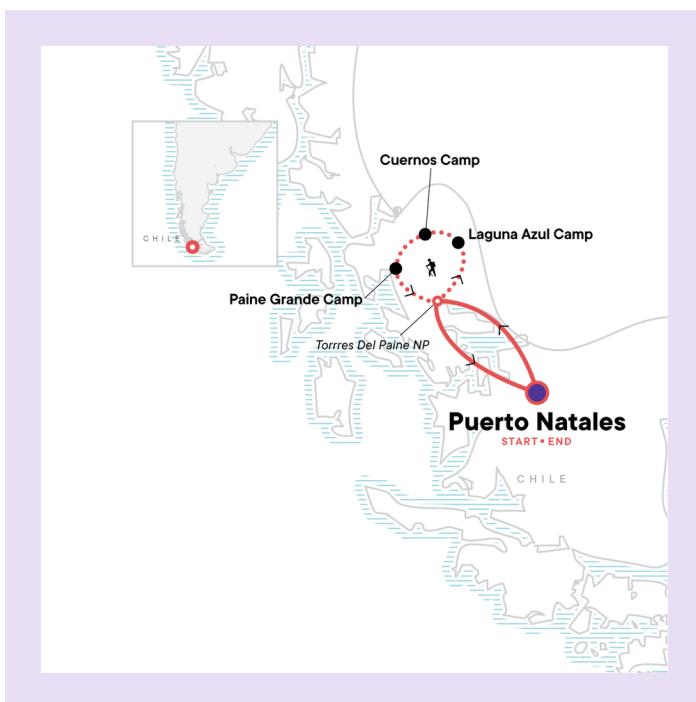 Cuernos Camp
Laguna Azul Camp
CHILE
Paine Grande Camp
Torrres Del Paine NP
Puerto Natales
START • END
CHILE